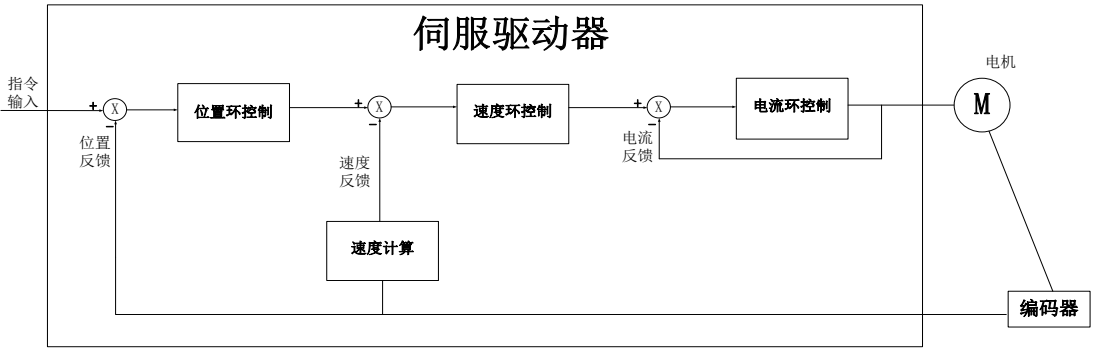 伺服驱动器
指令
输入
+
X
-
位置
反馈
位置环控制
+
X
-
速度
反馈
速度环控制
+
X
-
电流
反馈
电流环控制
电机
M
速度计算
编码器